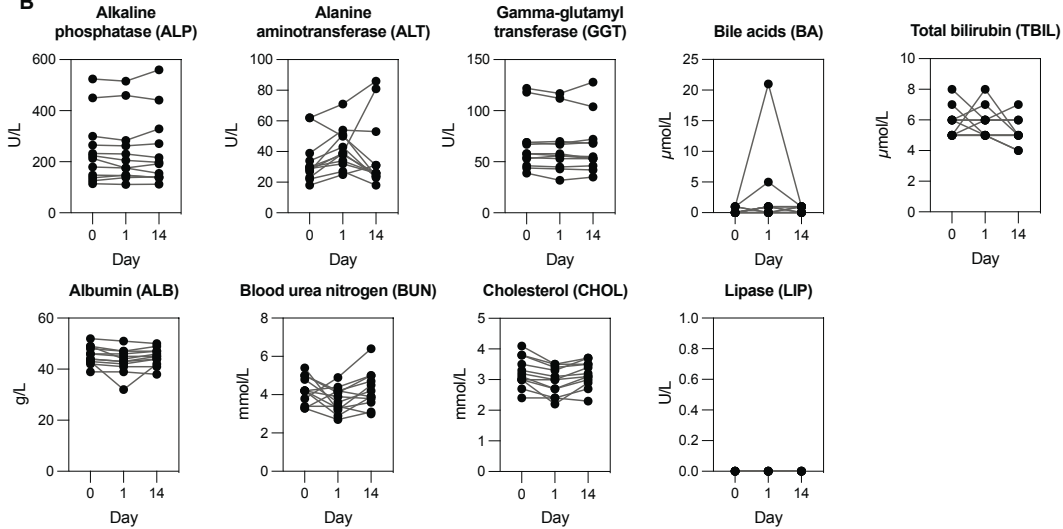 B
Alkaline
phosphatase (ALP)
600
400
200
0
U/L
0 1 14
Day
Alanine
aminotransferase (ALT)
100
80
60
40
20
0
U/L
0 1 14
Day
Gamma-glutamyl
transferase (GGT)
150
100
50
0
U/L
0 1 14
Day
Bile acids (BA)
25
20
15
10
5
0
µmol/L
0 1 14
Day
Total bilirubin (TBIL)
10
8
6
4
2
0
µmol/L
0 1 14
Day
Albumin (ALB)
60
40
20
0
g/L
0 1 14
Day
Blood urea nitrogen (BUN)
8
6
4
2
0
mmol/L
0 1 14
Day
Cholesterol (CHOL)
5
4
3
2
1
0
mmol/L
0 1 14
Day
Lipase (LIP)
1.0
0.8
0.6
0.4
0.2
0.0
U/L
0 1 14
Day